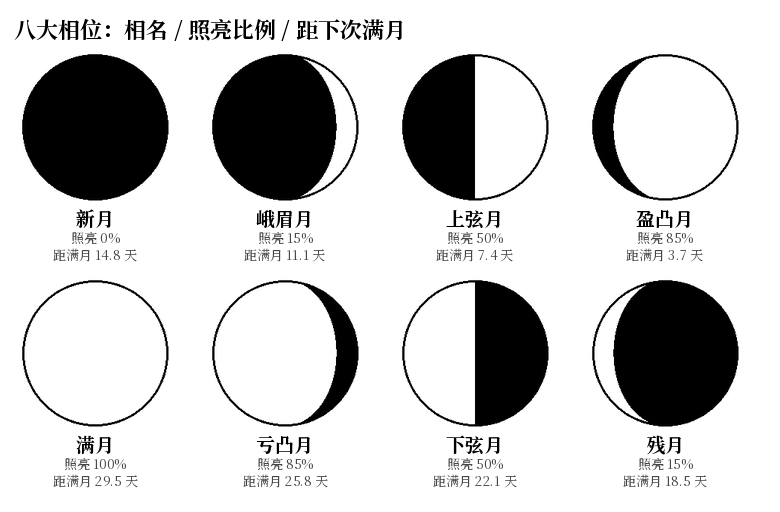 八大相位：相名 / 照亮比例 / 距下次满月
新月
照亮 0%
距满月 14.8 天
峨眉月
照亮 15%
距满月 11.1 天
上弦月
照亮 50%
距满月 7.4 天
盈凸月
照亮 85%
距满月 3.7 天
满月
照亮 100%
距满月 29.5 天
亏凸月
照亮 85%
距满月 25.8 天
下弦月
照亮 50%
距满月 22.1 天
残月
照亮 15%
距满月 18.5 天